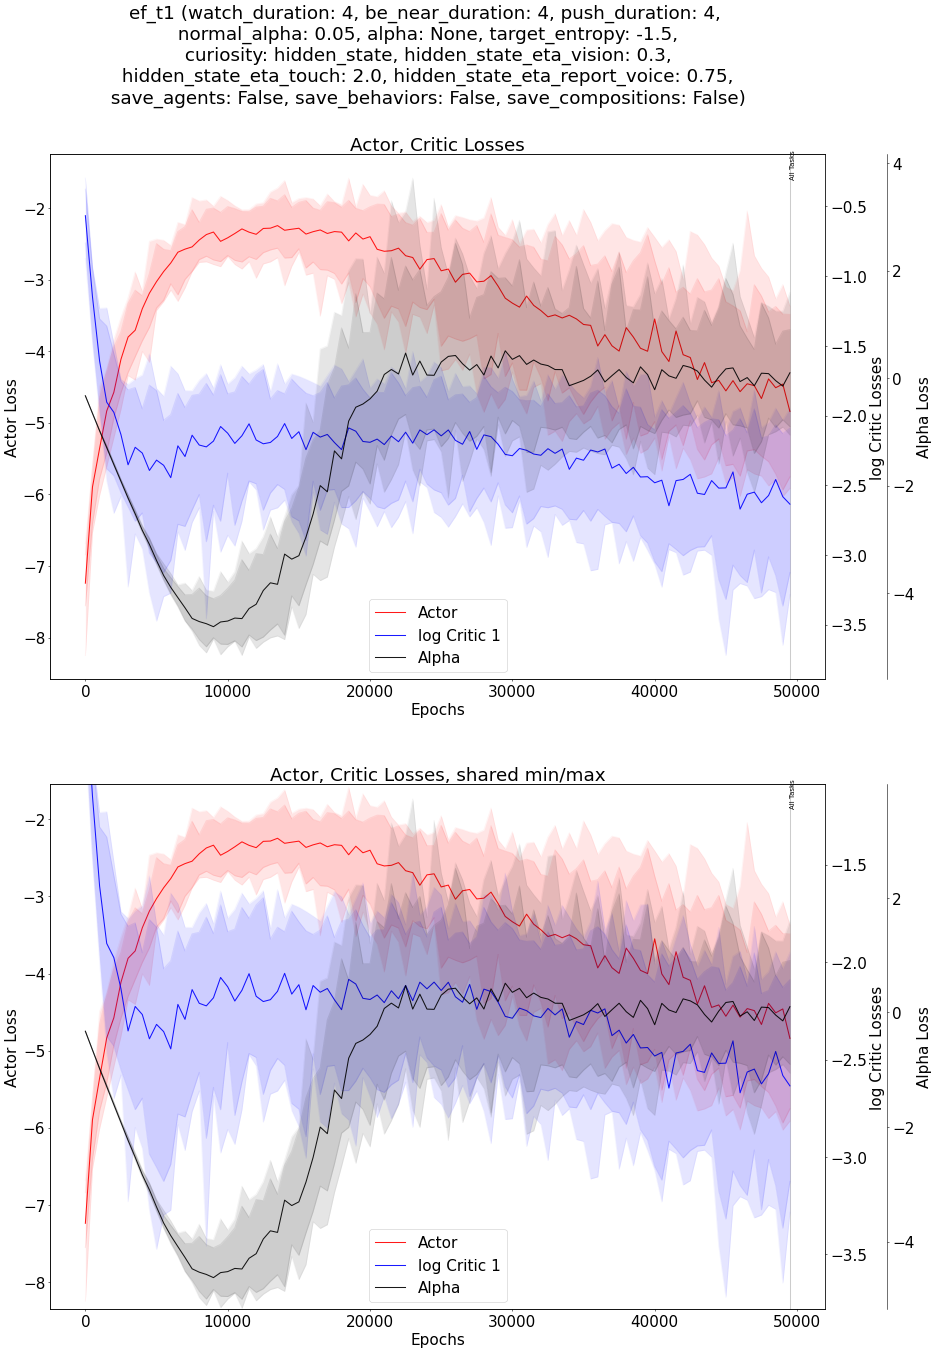 ef_t1 (watch_duration: 4, be_near_duration: 4, push_duration: 4,
normal_alpha: 0.05, alpha: None, target_entropy: -1.5,
curiosity: hidden_state, hidden_state_eta_vision: 0.3,
hidden_state_eta_touch: 2.0, hidden_state_eta_report_voice: 0.75,
save_agents: False, save_behaviors: False, save_compositions: False)
Actor, Critic Losses
All Tasks
−2
−3
−4
−5
−6
−7
−8
Actor Loss
−0.5
−1.0
−1.5
−2.0
−2.5
−3.0
−3.5
log Critic Losses
4
2
0
−2
−4
Alpha Loss
Actor
log Critic 1
Alpha
0
10000
20000
30000
40000
50000
Epochs
Actor, Critic Losses, shared min/max
All Tasks
−2
−3
−4
−5
−6
−7
−8
Actor Loss
−1.5
−2.0
−2.5
−3.0
−3.5
log Critic Losses
2
0
−2
−4
Alpha Loss
Actor
log Critic 1
Alpha
0
10000
20000
30000
40000
50000
Epochs